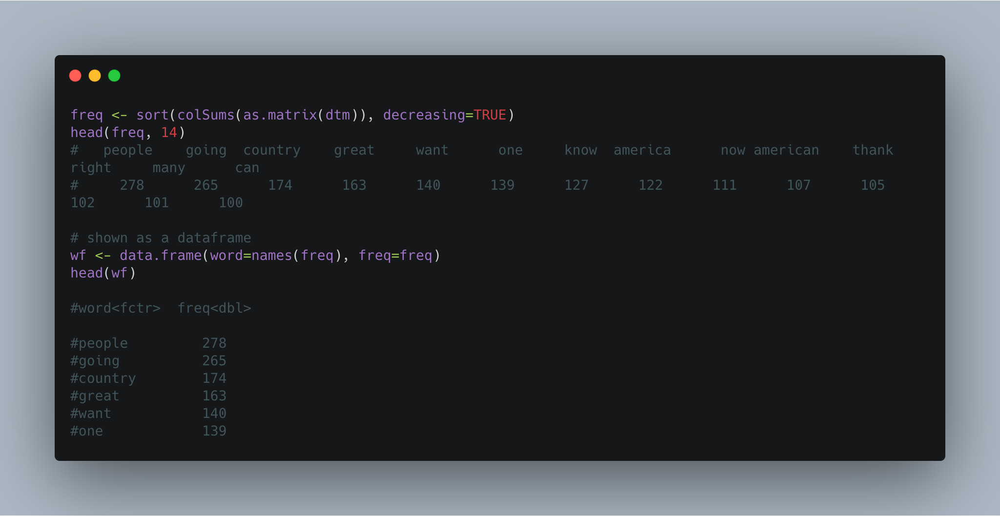 freq <- sort(colSums(as.matrix(dtm)), decreasing=TRUE)
head(freq, 14)
#   people    going  country    great     want      one     know  america      now american    thank
right     many      can
#     278      265      174      163      140      139      127      122      111      107      105
102      101      100
# shown as a dataframe
wf <- data.frame(word=names(freq), freq=freq)
head(wf)
#word<fctr>  freq<dbl>
#people         278
#going          265
#country        174
#great          163
#want           140
#one            139